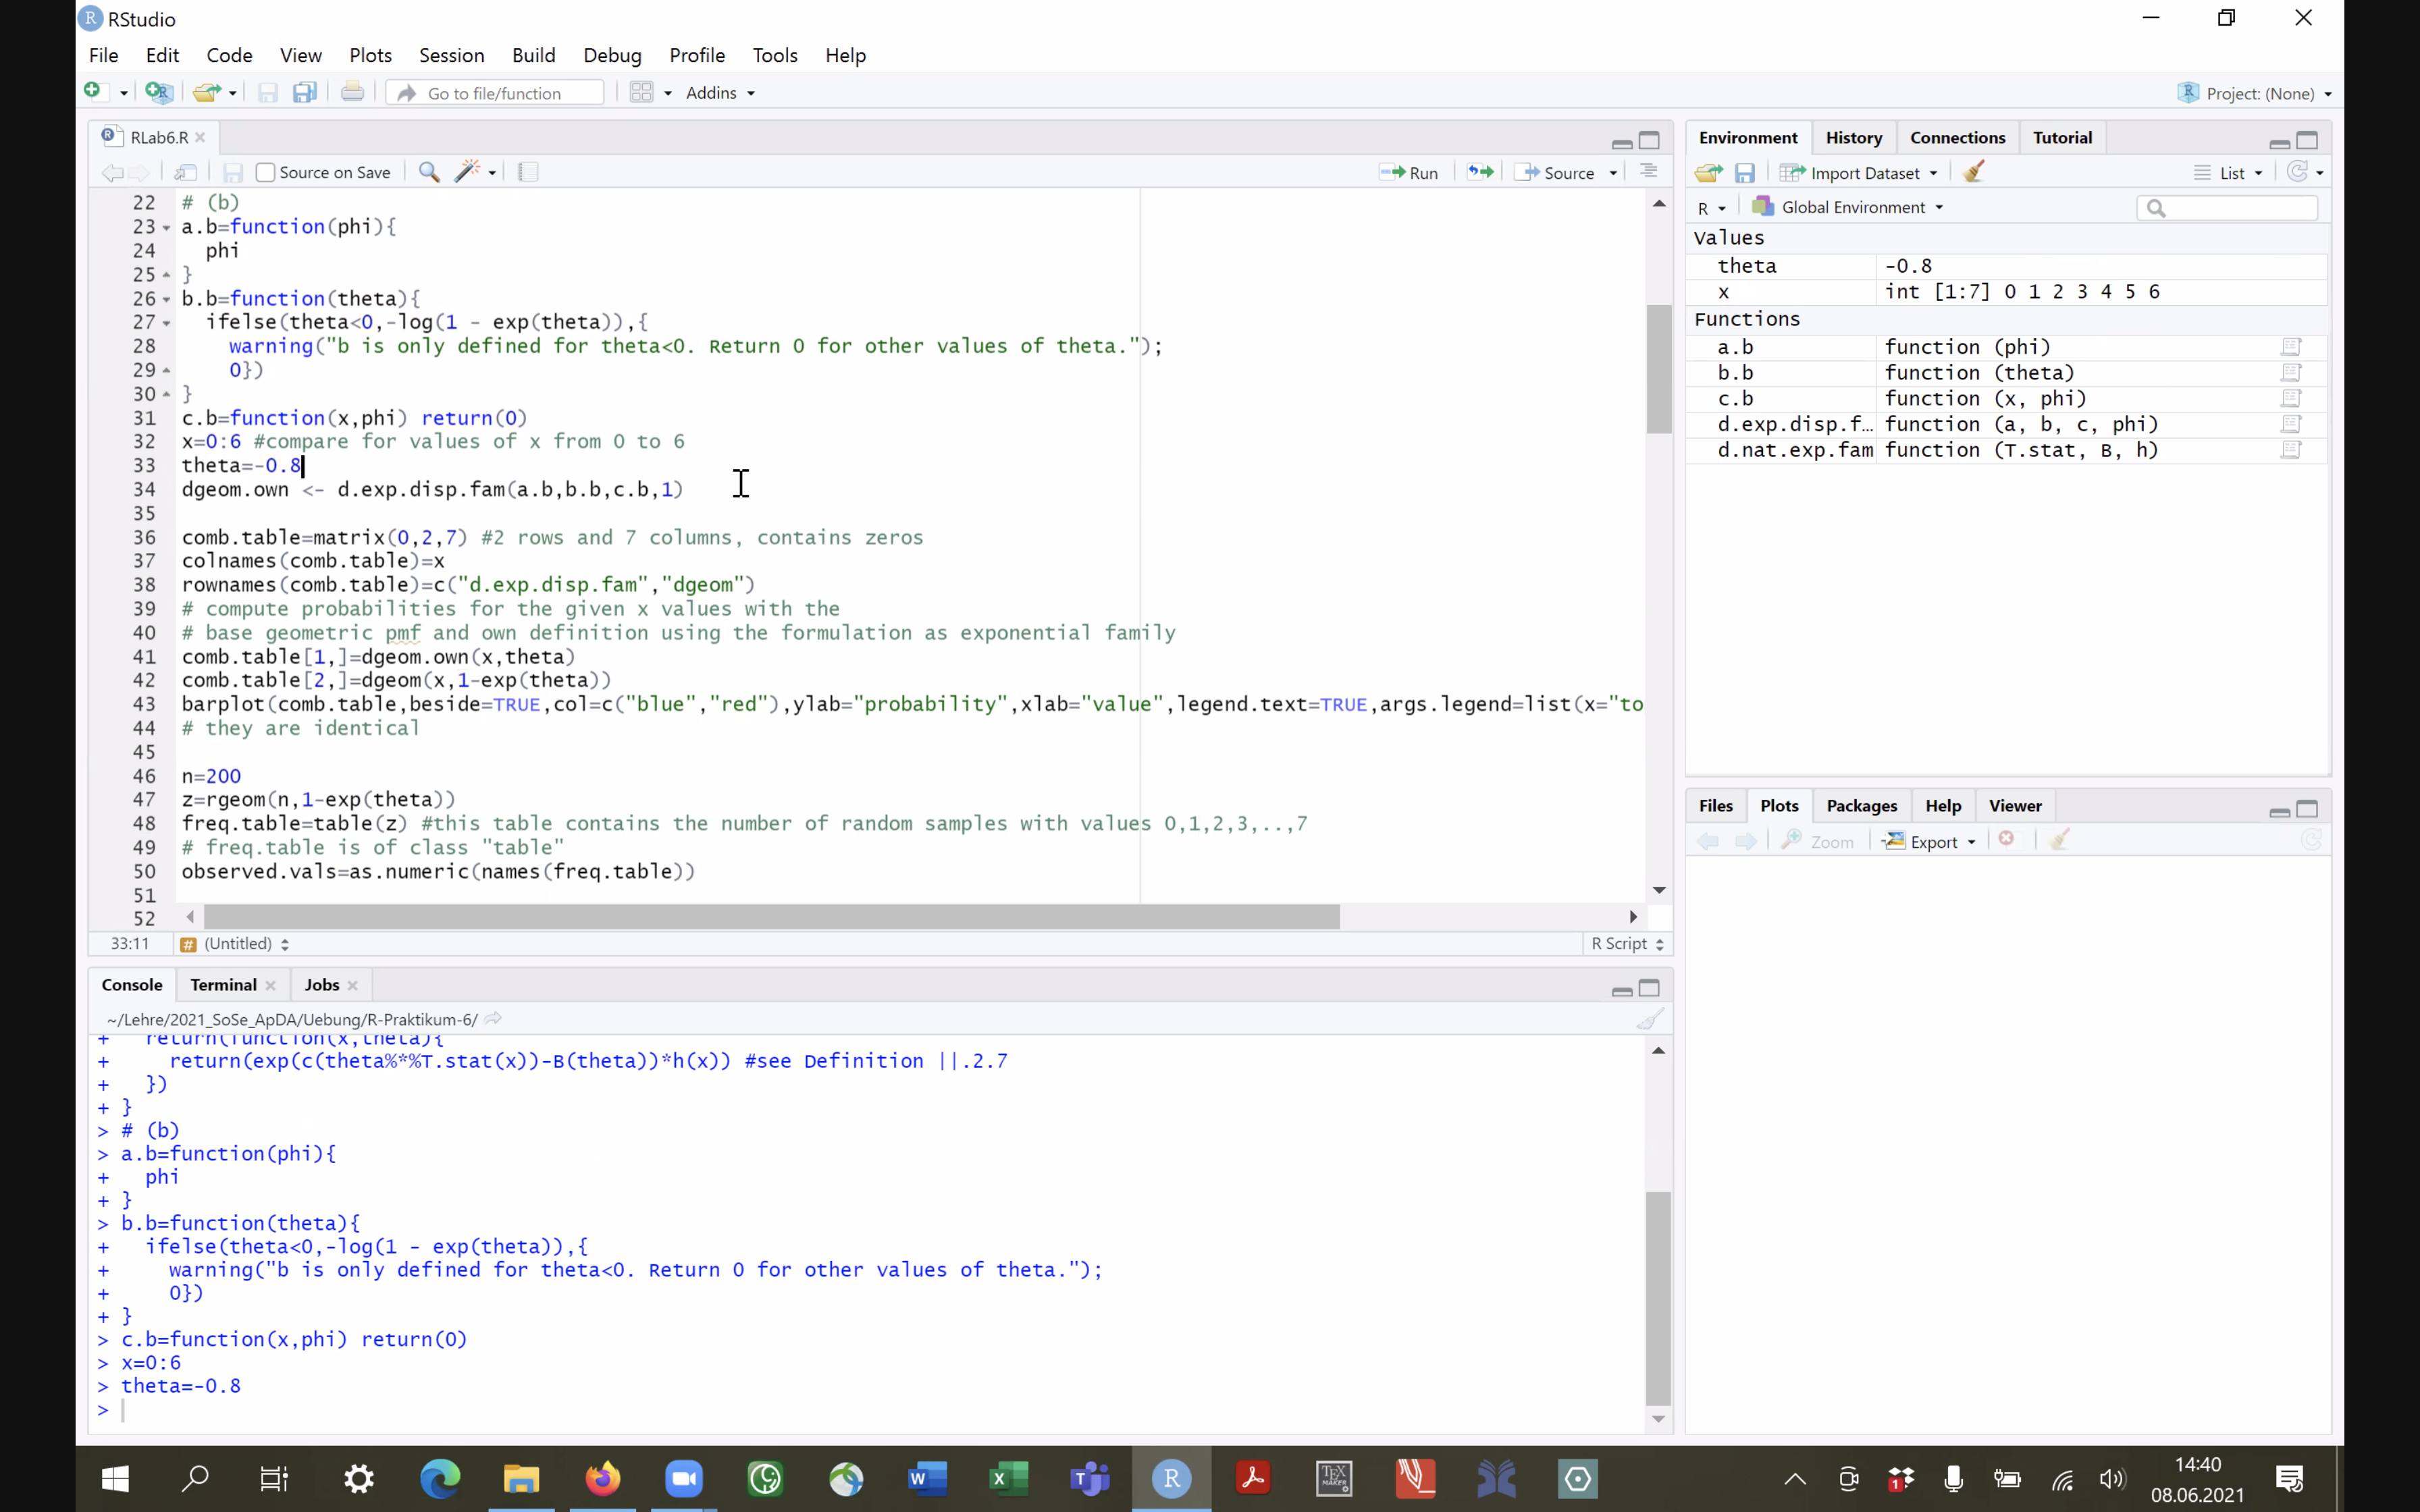 RStudio
File Edit Code View Plots Session Build Debug Profile Tools Help
Go to file/function Addins Project: (None)
RLab6.R
Source on Save Run Source
22 # (b)
23 a.b=function(phi){
24 phi
25 }
26 b.b=function(theta){
27 ifelse(theta<0,-log(1 - exp(theta)),{
28 warning("b is only defined for theta<0. Return 0 for other values of theta.");
29 0})
30 }
31 c.b=function(x,phi) return(0)
32 x=0:6 #compare for values of x from 0 to 6
33 theta=-0.8
34 dgeom.own <- d.exp.disp.fam(a.b,b.b,c.b,1)
35
36 comb.table=matrix(0,2,7) #2 rows and 7 columns, contains zeros
37 colnames(comb.table)=x
38 rownames(comb.table)=c("d.exp.disp.fam","dgeom")
39 # compute probabilities for the given x values with the
40 # base geometric pmf and own definition using the formulation as exponential family
41 comb.table[1,]=dgeom.own(x,theta)
42 comb.table[2,]=dgeom(x,1-exp(theta))
43 barplot(comb.table,beside=TRUE,col=c("blue","red"),ylab="probability",xlab="value",legend.text=TRUE,args.legend=list(x="to
44 # they are identical
45
46 n=200
47 z=rgeom(n,1-exp(theta))
48 freq.table=table(z) #this table contains the number of random samples with values 0,1,2,3,..,7
49 # freq.table is of class "table"
50 observed.vals=as.numeric(names(freq.table))
51
52
33:11 # (Untitled) R Script
Console Terminal Jobs
~/Lehre/2021_SoSe_ApDA/Uebung/R-Praktikum-6/
+ return(function(x,theta){
+ return(exp(c(theta%*%T.stat(x))-B(theta))*h(x)) #see Definition ||.2.7
+ })
+ }
> # (b)
> a.b=function(phi){
+ phi
+ }
> b.b=function(theta){
+ ifelse(theta<0,-log(1 - exp(theta)),{
+ warning("b is only defined for theta<0. Return 0 for other values of theta.");
+ 0})
+ }
> c.b=function(x,phi) return(0)
> x=0:6
> theta=-0.8
>
Environment History Connections Tutorial
Import Dataset List
R Global Environment
Values
theta -0.8
x int [1:7] 0 1 2 3 4 5 6
Functions
a.b function (phi)
b.b function (theta)
c.b function (x, phi)
d.exp.disp.f… function (a, b, c, phi)
d.nat.exp.fam function (T.stat, B, h)
Files Plots Packages Help Viewer
Zoom Export
14:40
08.06.2021